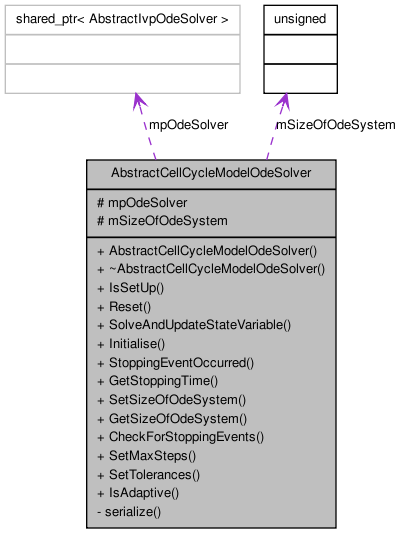 shared_ptr< AbstractIvpOdeSolver >
unsigned
mpOdeSolver
mSizeOfOdeSystem
AbstractCellCycleModelOdeSolver
# mpOdeSolver
# mSizeOfOdeSystem
+ AbstractCellCycleModelOdeSolver()
+ ~AbstractCellCycleModelOdeSolver()
+ IsSetUp()
+ Reset()
+ SolveAndUpdateStateVariable()
+ Initialise()
+ StoppingEventOccurred()
+ GetStoppingTime()
+ SetSizeOfOdeSystem()
+ GetSizeOfOdeSystem()
+ CheckForStoppingEvents()
+ SetMaxSteps()
+ SetTolerances()
+ IsAdaptive()
- serialize()